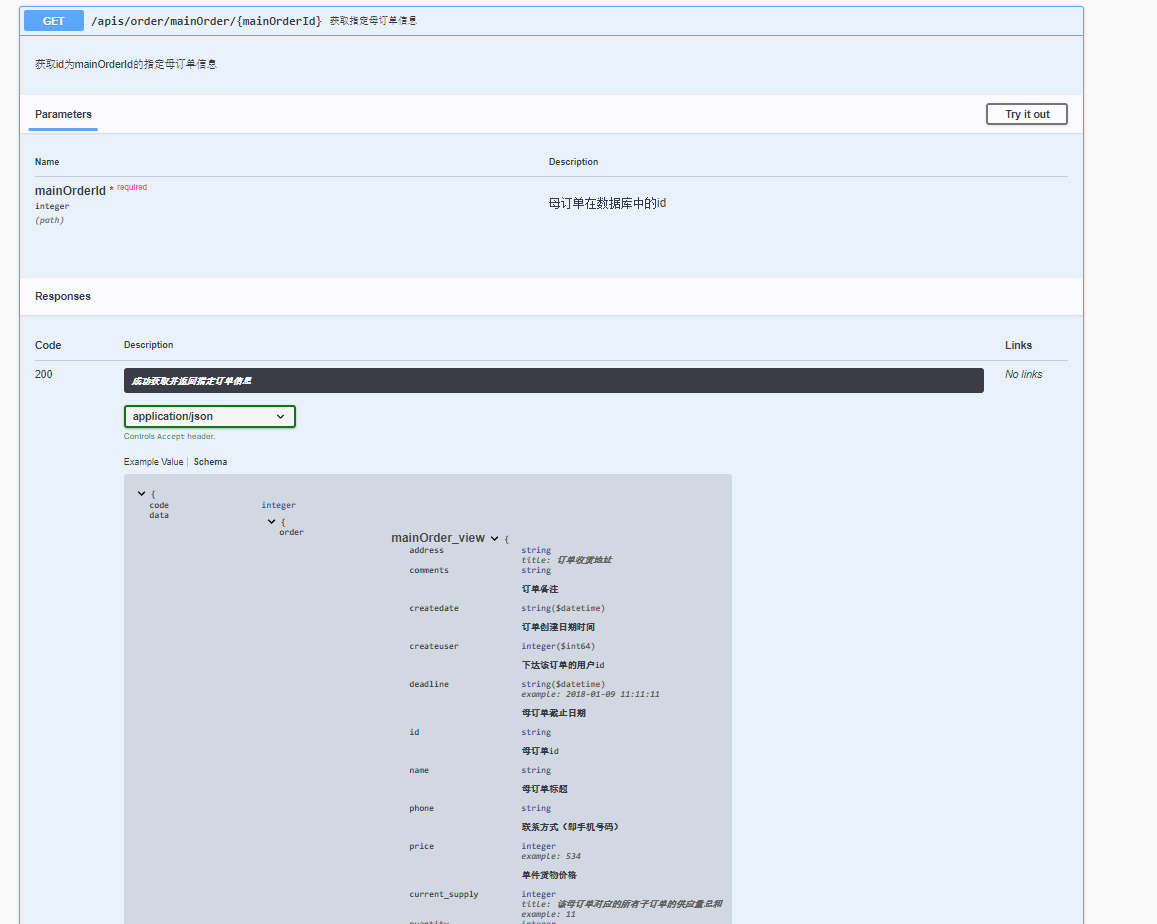 GET /apis/order/mainOrder/{mainOrderId} 获取指定母订单信息
获取id为mainOrderId的指定母订单信息
Parameters Try it out
Name Description
mainOrderId * required
integer
(path)
母订单在数据库中的id
Responses
Code Description Links
200 成功获取并返回指定订单信息 No links
application/json
Controls Accept header.
Example Value Schema
{
code integer
data {
order mainOrder_view {
address string
title: 订单收货地址
comments string
订单备注
createdate string($datetime)
订单创建日期时间
createuser integer($int64)
下达该订单的用户id
deadline string($datetime)
example: 2018-01-09 11:11:11
母订单截止日期
id string
母订单id
name string
母订单标题
phone string
联系方式（即手机号码）
price integer
example: 534
单件货物价格
current_supply integer
title: 该母订单对应的所有子订单的供应量总和
example: 11
quantity integer